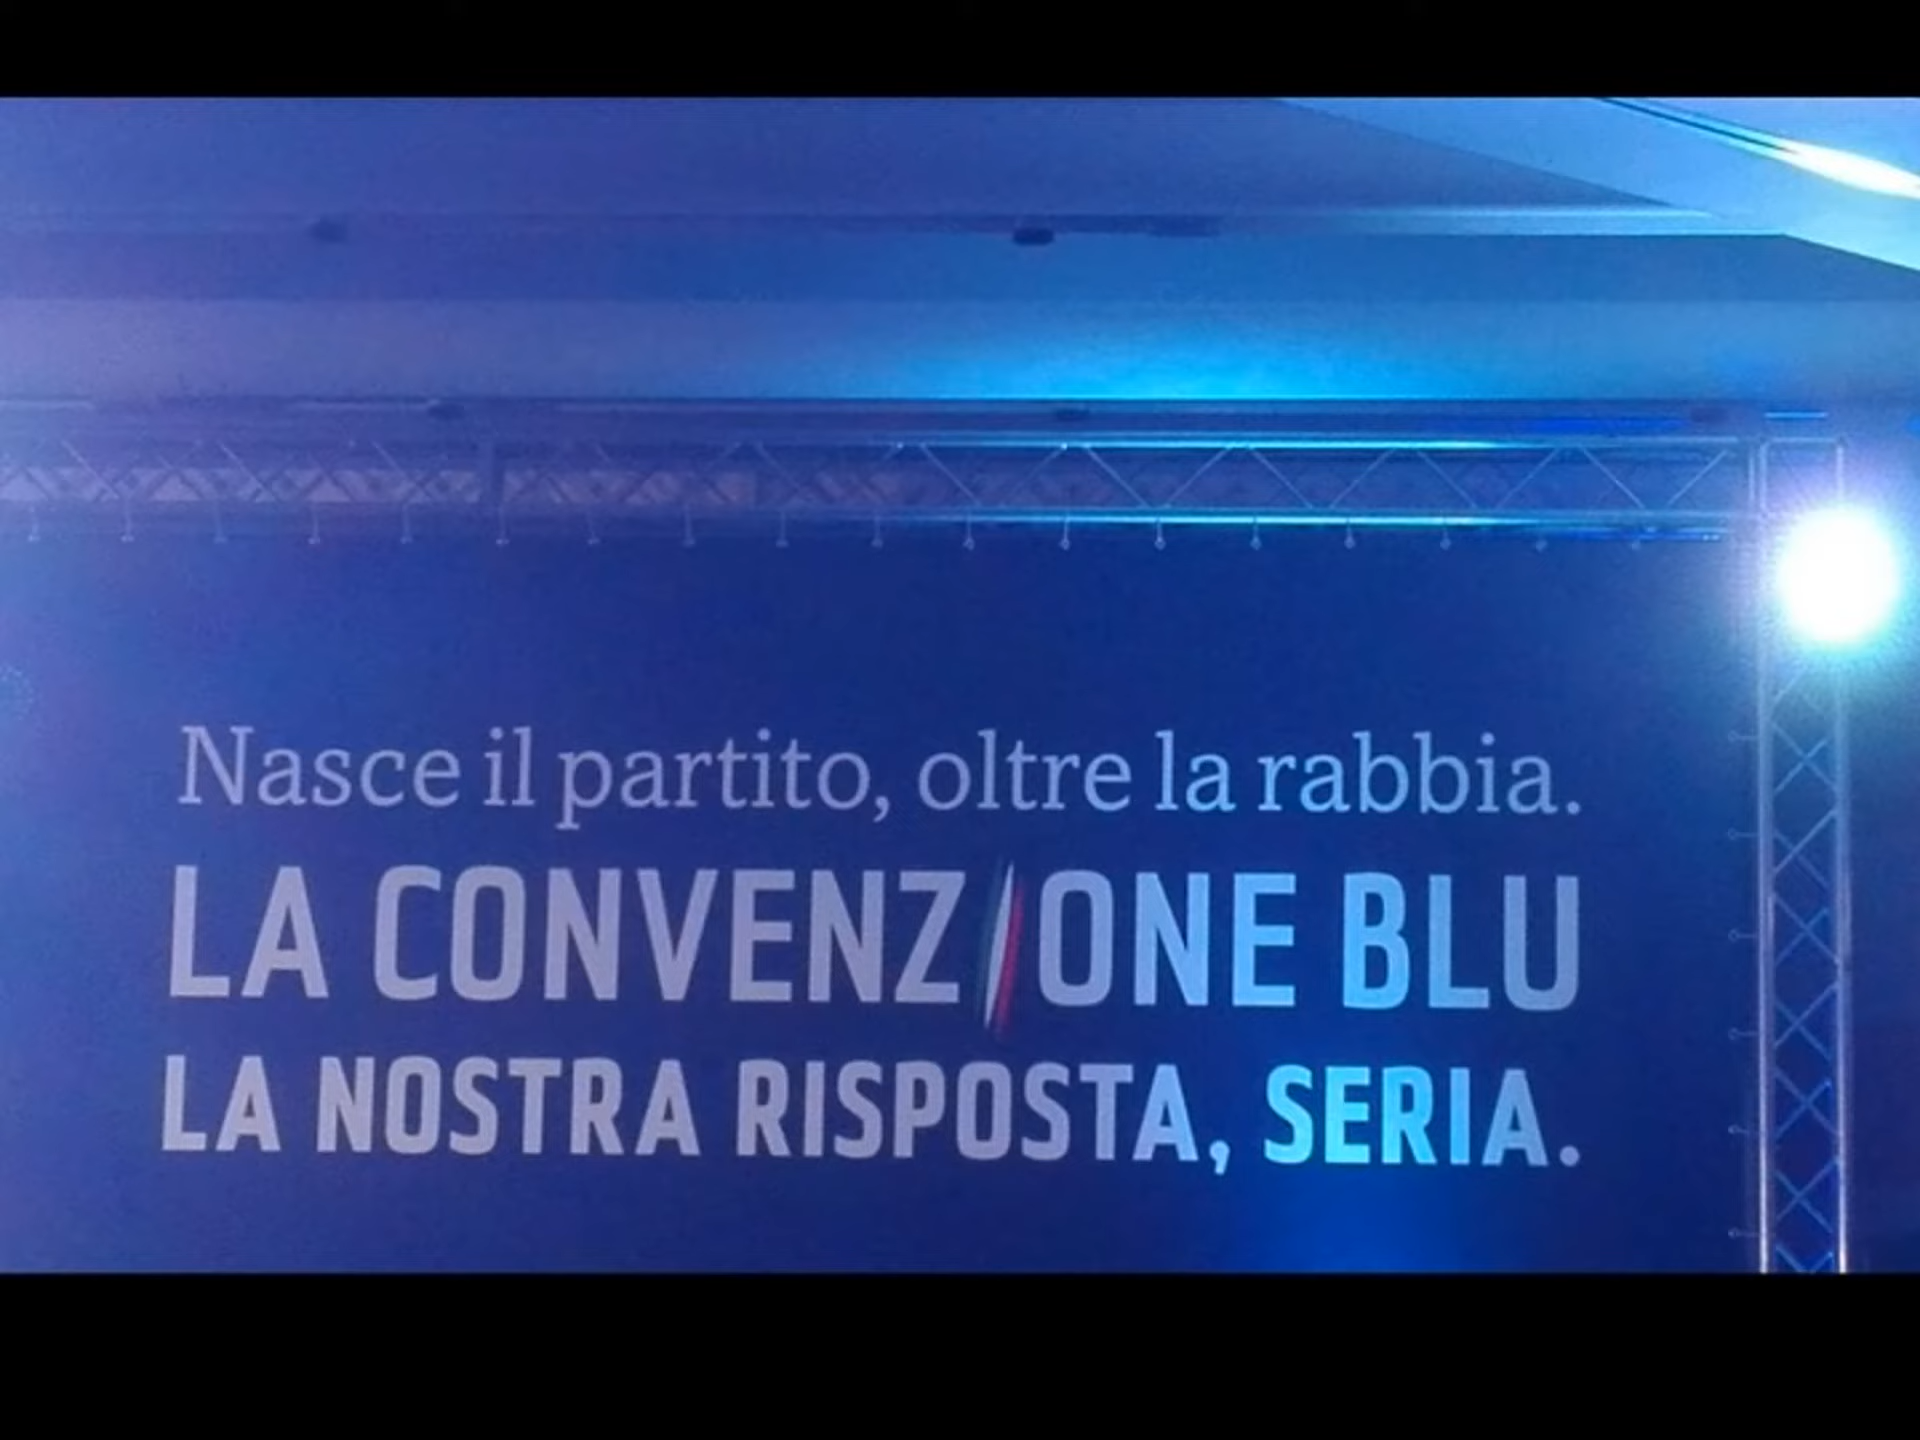 Nasce il partito, oltre la rabbia.
LA CONVENZIONE BLU
LA NOSTRA RISPOSTA, SERIA.